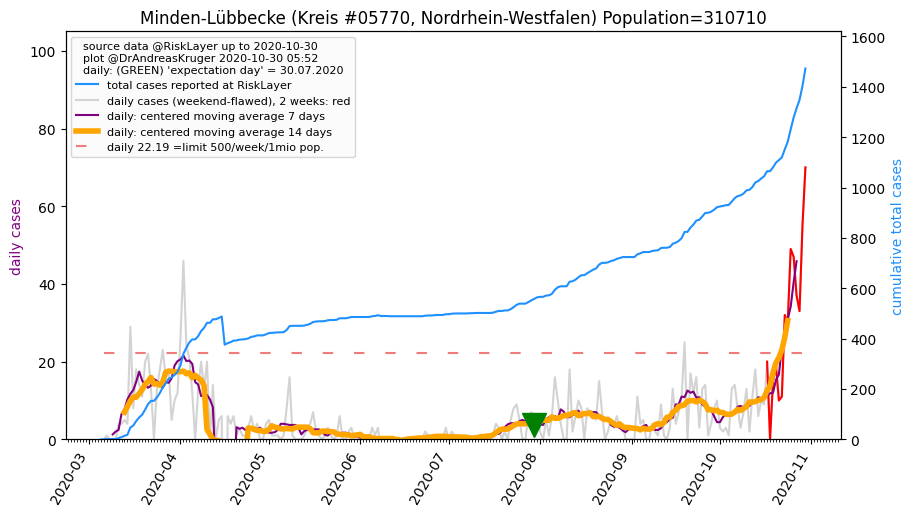 Minden-Lübbecke (Kreis #05770, Nordrhein-Westfalen) Population=310710
source data @RiskLayer up to 2020-10-30
plot @DrAndreasKruger 2020-10-30 05:52
daily: (GREEN) 'expectation day' = 30.07.2020
total cases reported at RiskLayer
daily cases (weekend-flawed), 2 weeks: red
daily: centered moving average 7 days
daily: centered moving average 14 days
daily 22.19 =limit 500/week/1mio pop.
daily cases
100
80
60
40
20
0
cumulative total cases
1600
1400
1200
1000
800
600
400
200
0
2020-03
2020-04
2020-05
2020-06
2020-07
2020-08
2020-09
2020-10
2020-11